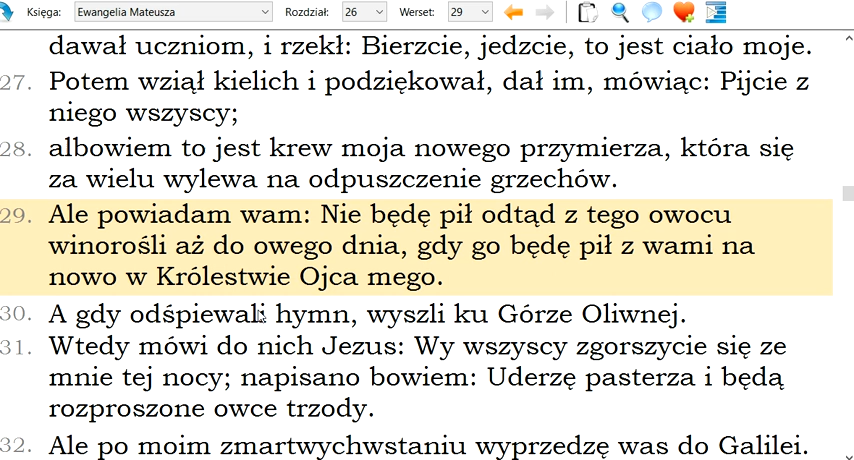 Księga: Ewangelia Mateusza Rozdział: 26 Werset: 29
dawał uczniom, i rzekł: Bierzcie, jedzcie, to jest ciało moje.
27. Potem wziął kielich i podziękował, dał im, mówiąc: Pijcie z
niego wszyscy;
28. albowiem to jest krew moja nowego przymierza, która się
za wielu wylewa na odpuszczenie grzechów.
29. Ale powiadam wam: Nie będę pił odtąd z tego owocu
winorośli aż do owego dnia, gdy go będę pił z wami na
nowo w Królestwie Ojca mego.
30. A gdy odśpiewali hymn, wyszli ku Górze Oliwnej.
31. Wtedy mówi do nich Jezus: Wy wszyscy zgorszycie się ze
mnie tej nocy; napisano bowiem: Uderzę pasterza i będą
rozproszone owce trzody.
32. Ale po moim zmartwychwstaniu wyprzedzę was do Galilei.